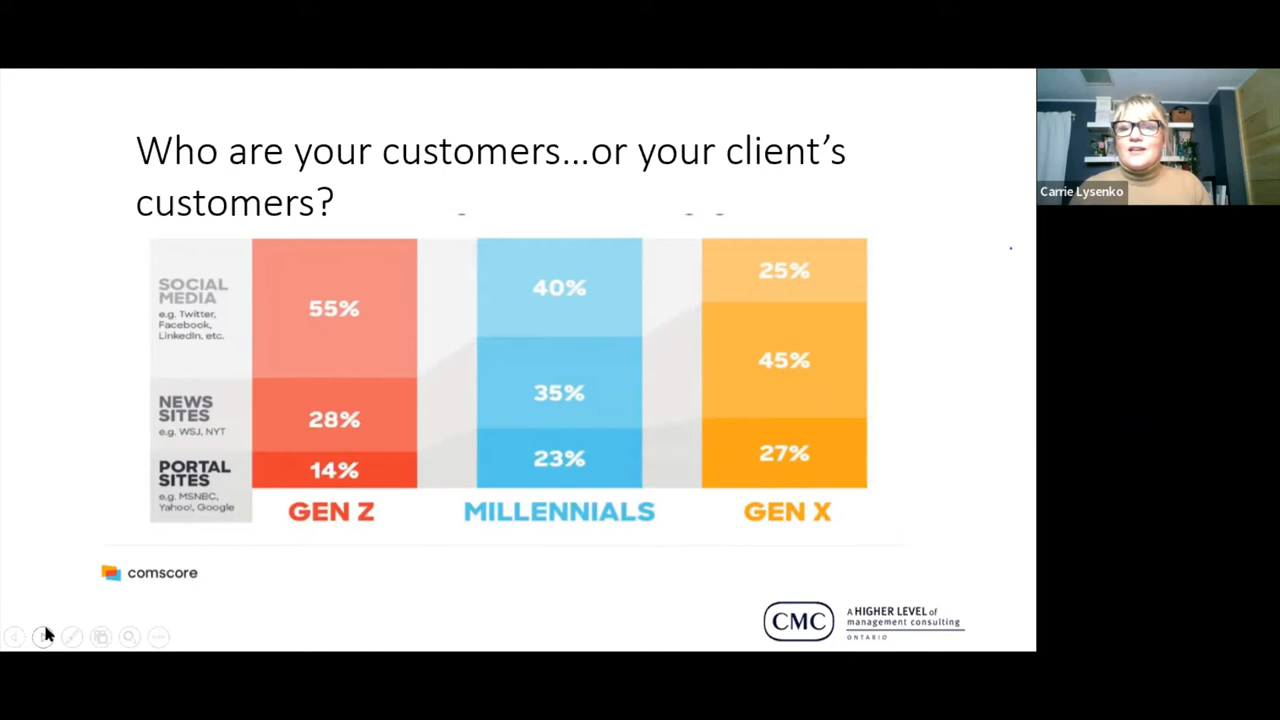 Who are your customers...or your client's
customers?
SOCIAL
MEDIA
e.g. Twitter,
Facebook,
LinkedIn, etc.
55%
40%
25%
NEWS
SITES
e.g. WSJ, NYT
28%
35%
45%
PORTAL
SITES
e.g. MSNBC,
Yahoo!, Google
14%
23%
27%
GEN Z
MILLENNIALS
GEN X
comscore
CMC
A HIGHER LEVEL of
management consulting
ONTARIO
Carrie Lysenko